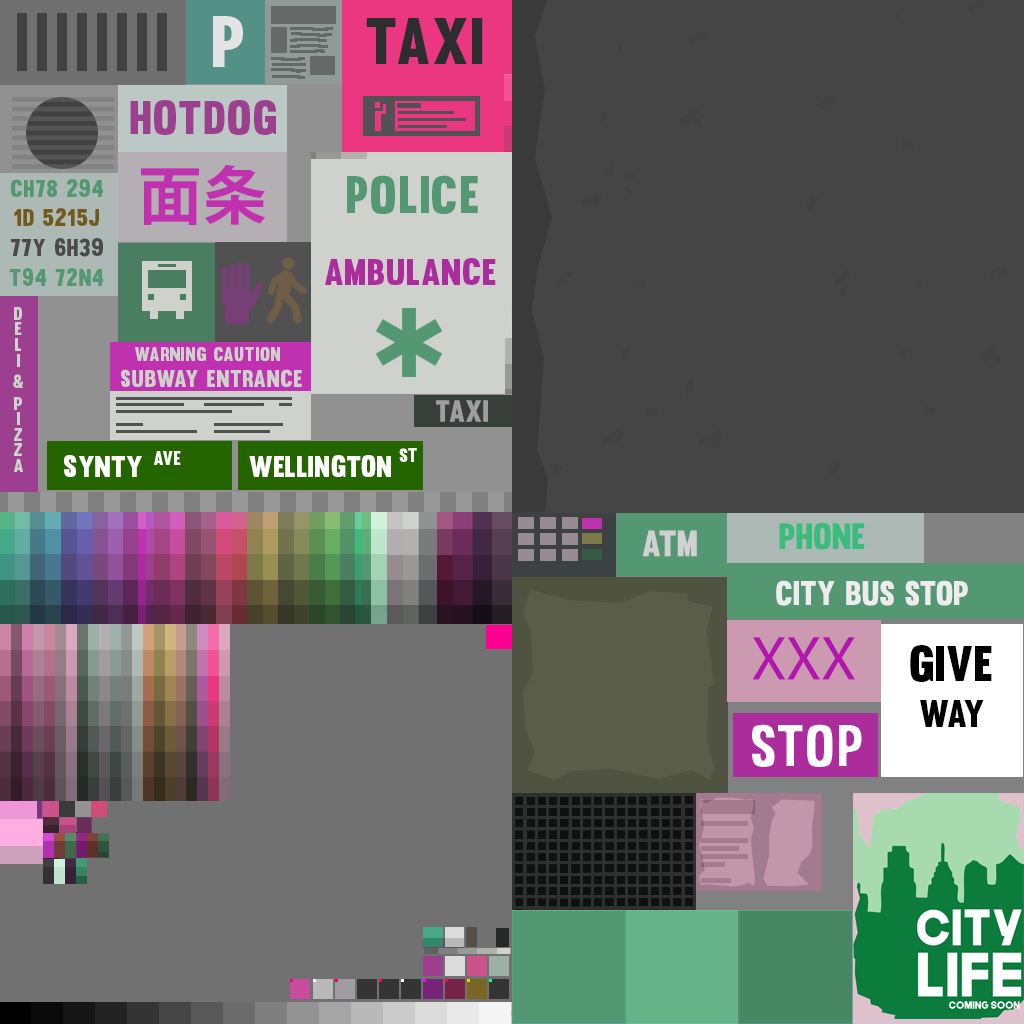 P
TAXI
HOTDOG
面条
CH78 294
1D 5215J
77Y 6H39
T94 72N4
POLICE
AMBULANCE
DELI & PIZZA
WARNING CAUTION
SUBWAY ENTRANCE
TAXI
SYNTY AVE
WELLINGTON ST
ATM
PHONE
CITY BUS STOP
XXX
GIVE
WAY
STOP
CITY
LIFE
COMING SOON